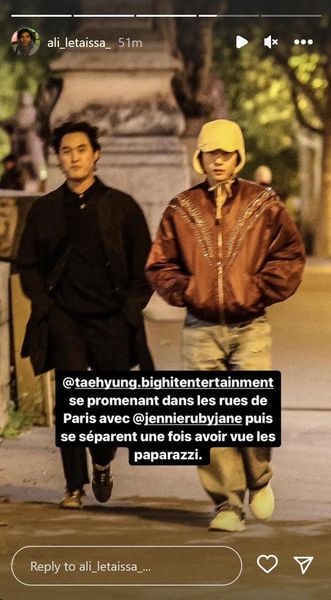 ali_letaissa_ 51m
@taehyung.bighitentertainment
se promenant dans les rues de
Paris avec @jennierubyjane puis
se séparent une fois avoir vue les
paparazzi.
Reply to ali_letaissa_...